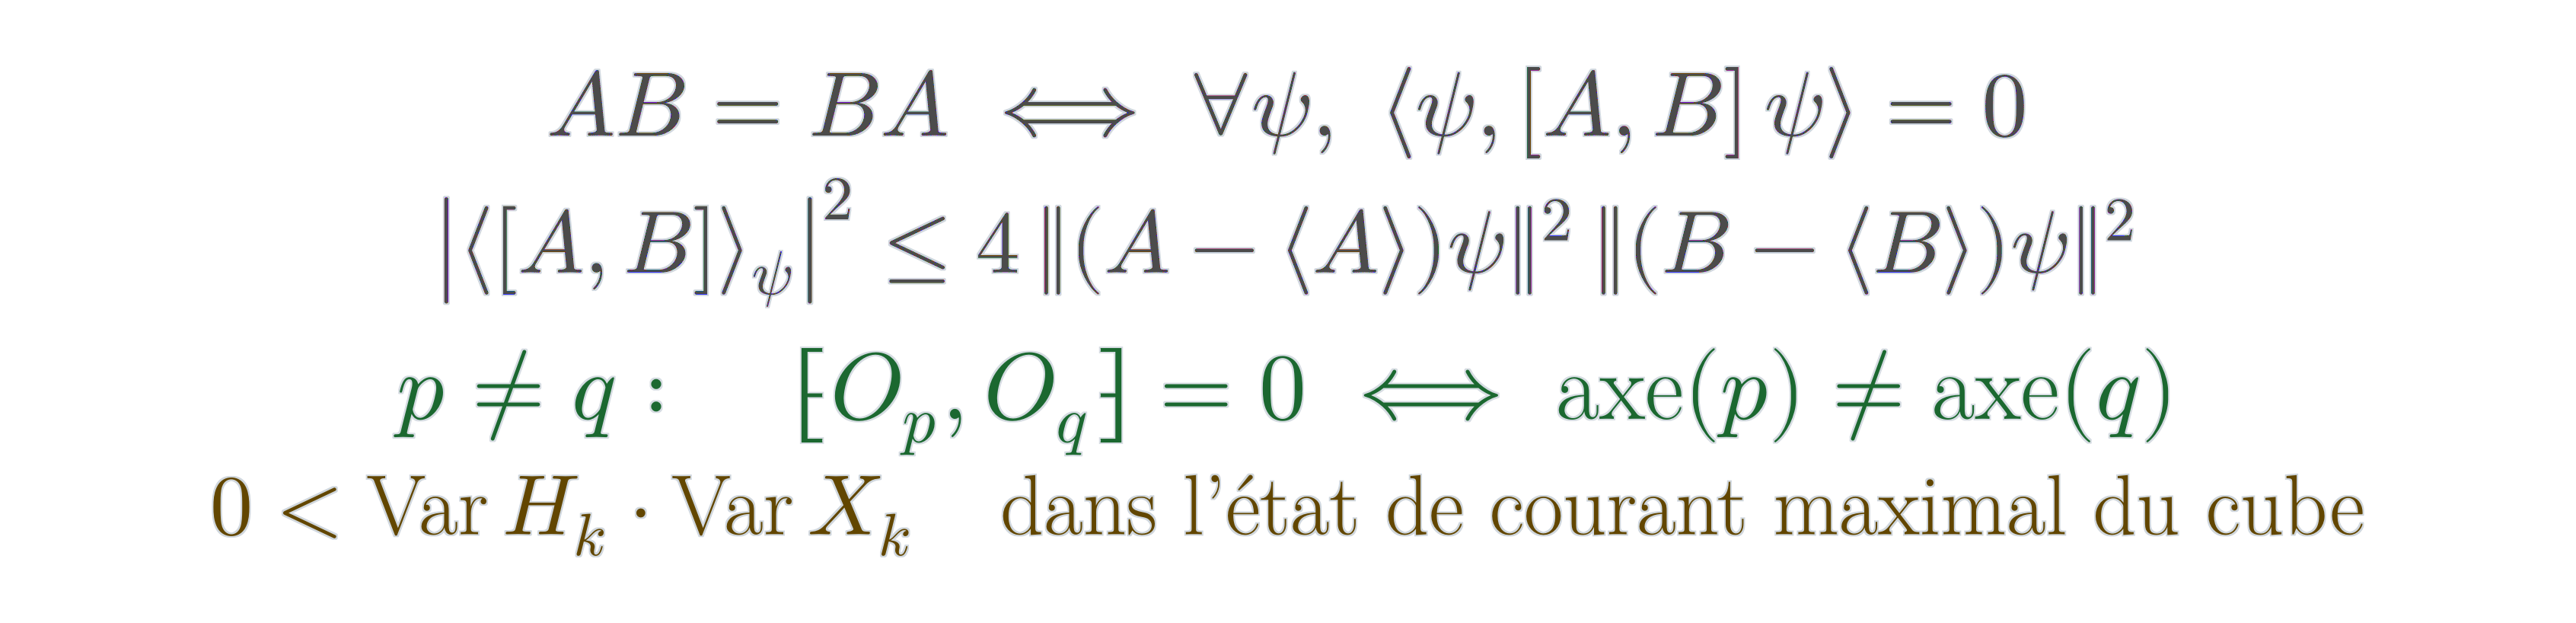 AB = BA ⟺ ∀ψ, ⟨ψ, [A, B] ψ⟩ = 0
|⟨[A, B]⟩_ψ|² ≤ 4 ‖(A − ⟨A⟩)ψ‖² ‖(B − ⟨B⟩)ψ‖²
p ≠ q : [O_p, O_q] = 0 ⟺ axe(p) ≠ axe(q)
0 < Var H_k · Var X_k dans l’état de courant maximal du cube